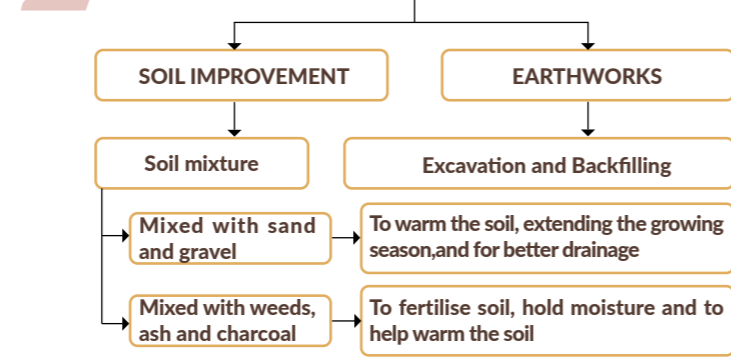 SOIL IMPROVEMENT
EARTHWORKS
Soil mixture
Excavation and Backfilling
Mixed with sand
and gravel
To warm the soil, extending the growing
season,and for better drainage
Mixed with weeds,
ash and charcoal
To fertilise soil, hold moisture and to
help warm the soil